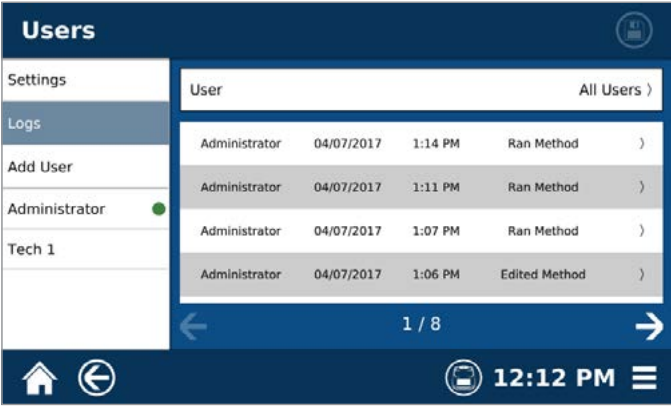 Users
Settings
Logs
Add User
Administrator
Tech 1
User All Users
Administrator 04/07/2017 1:14 PM Ran Method
Administrator 04/07/2017 1:11 PM Ran Method
Administrator 04/07/2017 1:07 PM Ran Method
Administrator 04/07/2017 1:06 PM Edited Method
1 / 8
12:12 PM